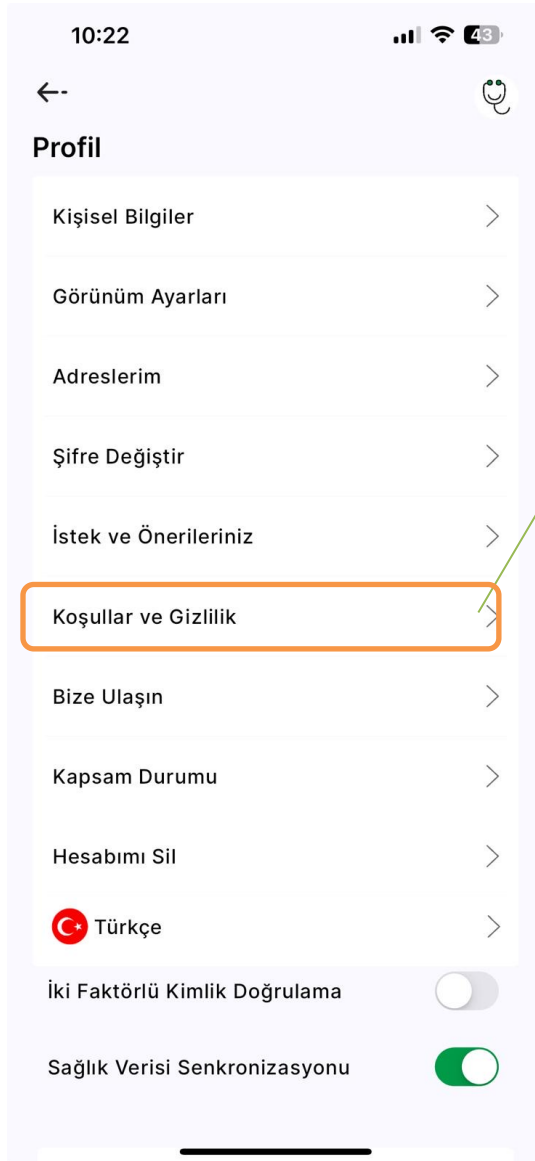 10:22
43
Profil
Kişisel Bilgiler
Görünüm Ayarları
Adreslerim
Şifre Değiştir
İstek ve Önerileriniz
Koşullar ve Gizlilik
Bize Ulaşın
Kapsam Durumu
Hesabımı Sil
Türkçe
İki Faktörlü Kimlik Doğrulama
Sağlık Verisi Senkronizasyonu